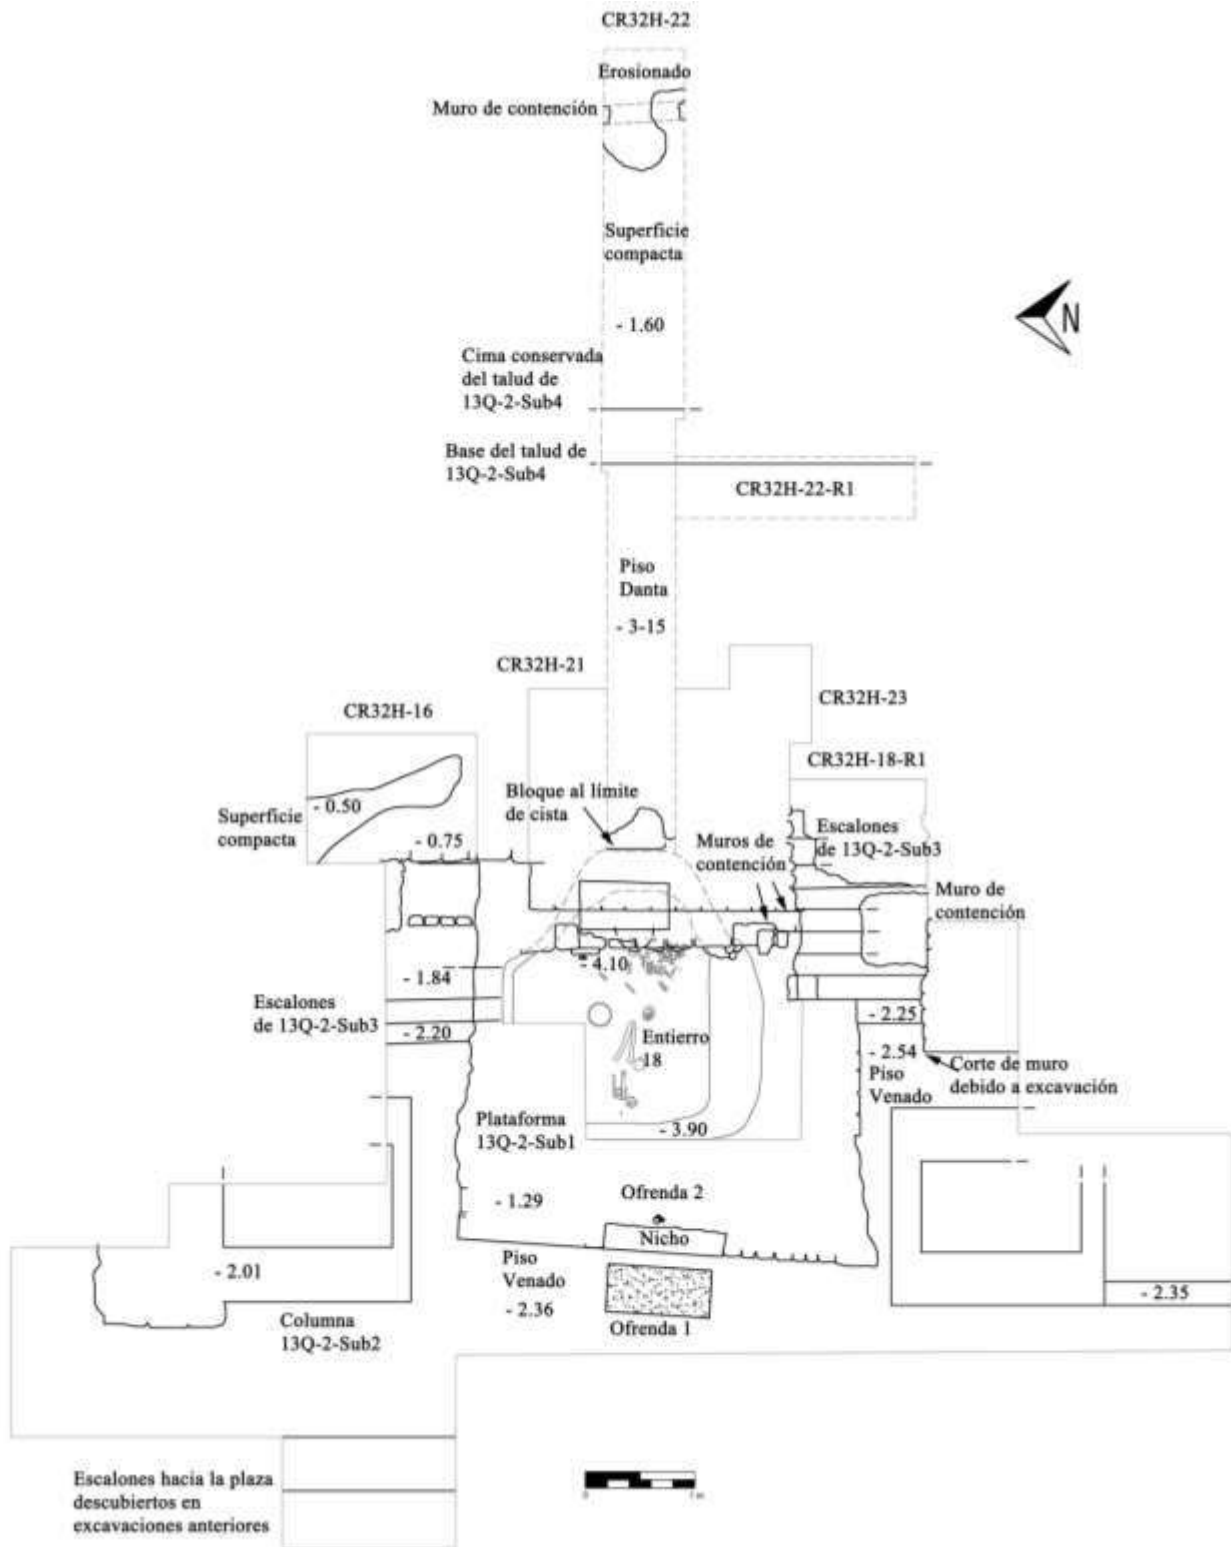 CR32H-22
Erosionado
Muro de contención
Superficie
compacta
- 1.60
N
Cima conservada
del talud de
13Q-2-Sub4
Base del talud de
13Q-2-Sub4
CR32H-22-R1
Piso
Danta
- 3-15
CR32H-21
CR32H-23
CR32H-16
CR32H-18-R1
Bloque al límite
de cista
- 0.50
Superficie
compacta
- 0.75
Muros de
contención
Escalones
de 13Q-2-Sub3
Muro de
contención
- 4.10
- 1.84
Escalones
de 13Q-2-Sub3
- 2.20
Entierro
18
- 2.25
- 2.54
Piso
Venado
Corte de muro
debido a excavación
Plataforma
13Q-2-Sub1
- 3.90
- 1.29
Ofrenda 2
Nicho
Piso
Venado
- 2.36
Ofrenda 1
- 2.01
Columna
13Q-2-Sub2
- 2.35
Escalones hacia la plaza
descubiertos en
excavaciones anteriores
0
1 m